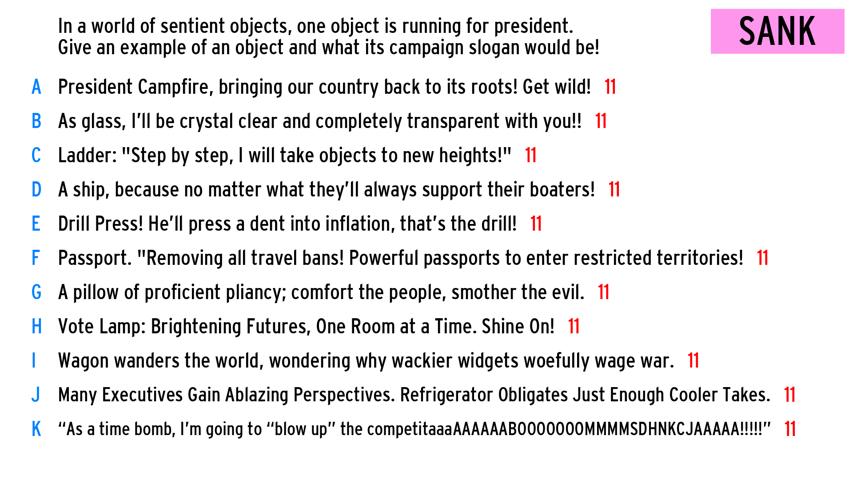 In a world of sentient objects, one object is running for president.
Give an example of an object and what its campaign slogan would be!
SANK
A President Campfire, bringing our country back to its roots! Get wild! 11
B As glass, I'll be crystal clear and completely transparent with you!! 11
C Ladder: "Step by step, I will take objects to new heights!" 11
D A ship, because no matter what they'll always support their boaters! 11
E Drill Press! He'll press a dent into inflation, that's the drill! 11
F Passport. "Removing all travel bans! Powerful passports to enter restricted territories! 11
G A pillow of proficient pliancy; comfort the people, smother the evil. 11
H Vote Lamp: Brightening Futures, One Room at a Time. Shine On! 11
I Wagon wanders the world, wondering why wackier widgets woefully wage war. 11
J Many Executives Gain Ablazing Perspectives. Refrigerator Obligates Just Enough Cooler Takes. 11
K “As a time bomb, I'm going to “blow up” the competitaaaAAAAAABOOOOOOOMMMMSDHNKCJAAAAA!!!!!” 11